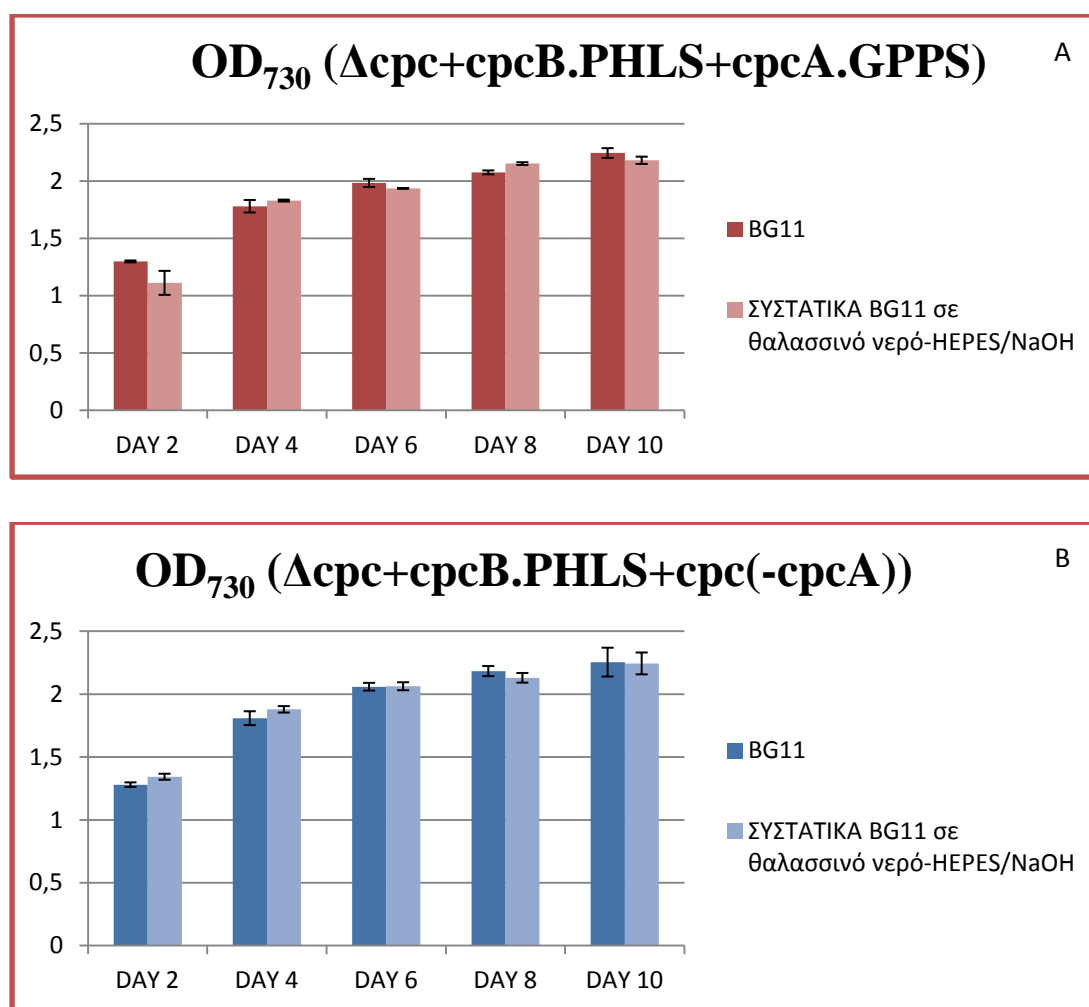 A
OD₇₃₀ (Δcpc+cpcB.PHLS+cpcA.GPPS)
2,5
2
1,5
1
0,5
0
DAY 2 DAY 4 DAY 6 DAY 8 DAY 10
BG11
ΣΥΣΤΑΤΙΚΑ BG11 σε
θαλασσινό νερό-HEPES/NaOH
B
OD₇₃₀ (Δcpc+cpcB.PHLS+cpc(-cpcA))
2,5
2
1,5
1
0,5
0
DAY 2 DAY 4 DAY 6 DAY 8 DAY 10
BG11
ΣΥΣΤΑΤΙΚΑ BG11 σε
θαλασσινό νερό-HEPES/NaOH